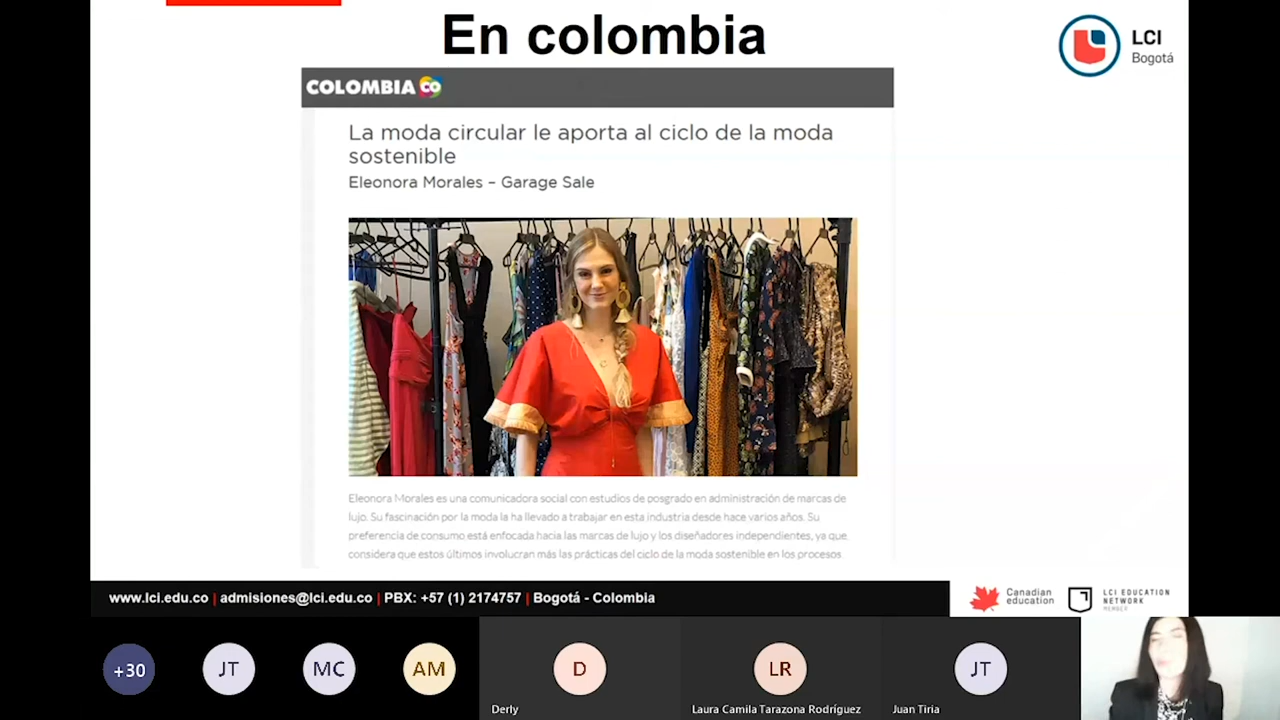 En colombia
LCI
Bogotá
COLOMBIA CO
La moda circular le aporta al ciclo de la moda
sostenible
Eleonora Morales – Garage Sale
Eleonora Morales es una comunicadora social con estudios de posgrado en administración de marcas de
lujo. Su fascinación por la moda la ha llevado a trabajar en esta industria desde hace varios años. Su
preferencia de consumo está enfocada hacia las marcas de lujo y los diseñadores independientes, ya que
considera que estos últimos involucran más las prácticas del ciclo de la moda sostenible en los procesos
www.lci.edu.co | admisiones@lci.edu.co | PBX: +57 (1) 2174757 | Bogotá - Colombia
Canadian
education
LCI EDUCATION
NETWORK
MEMBER
+30
JT
MC
AM
D
Derly
LR
Laura Camila Tarazona Rodríguez
JT
Juan Tiria